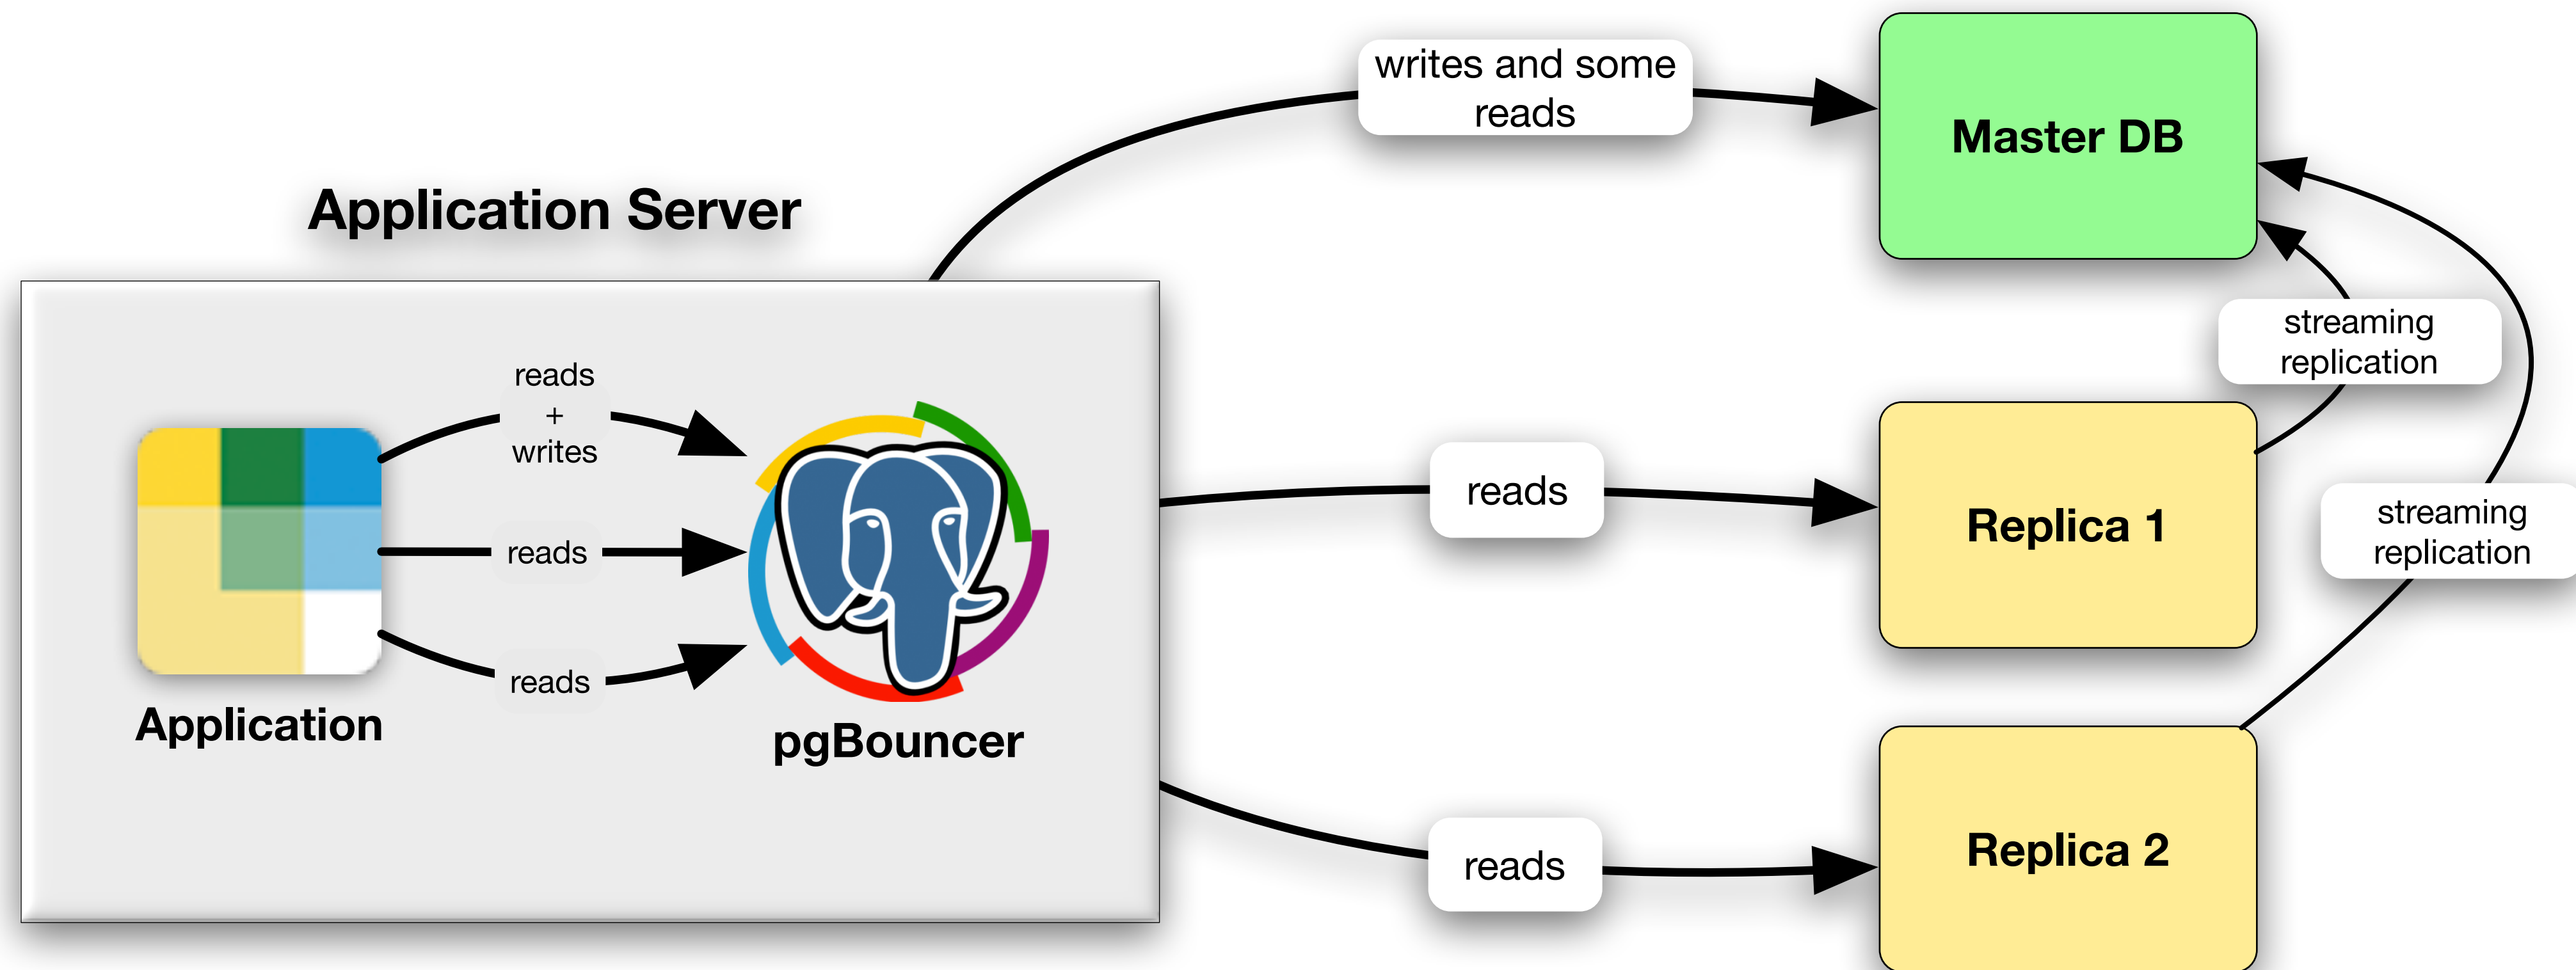 writes and some
reads
Master DB
Application Server
streaming
replication
reads
+
writes
reads
reads
Application
pgBouncer
reads
Replica 1
streaming
replication
reads
Replica 2